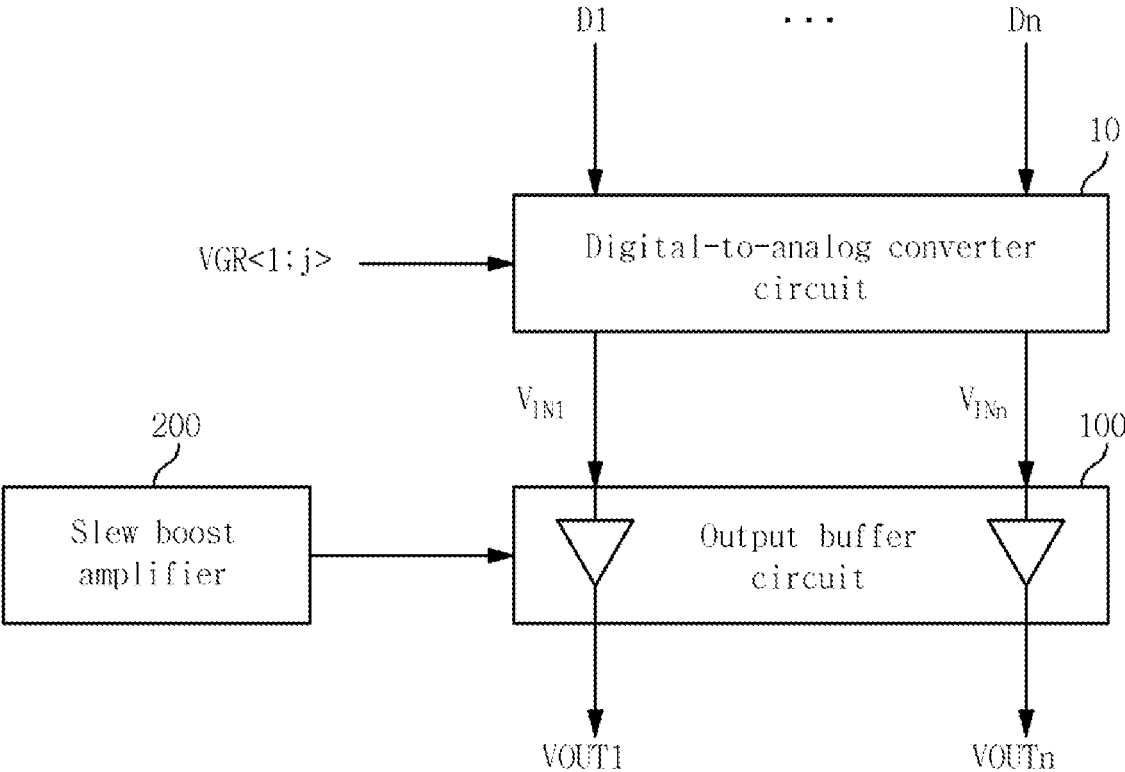 D1 ... Dn
10
VGR<1;j>
Digital-to-analog converter
circuit
VIN1
VINn
200
100
Slew boost
amplifier
Output buffer
circuit
VOUT1
VOUTn